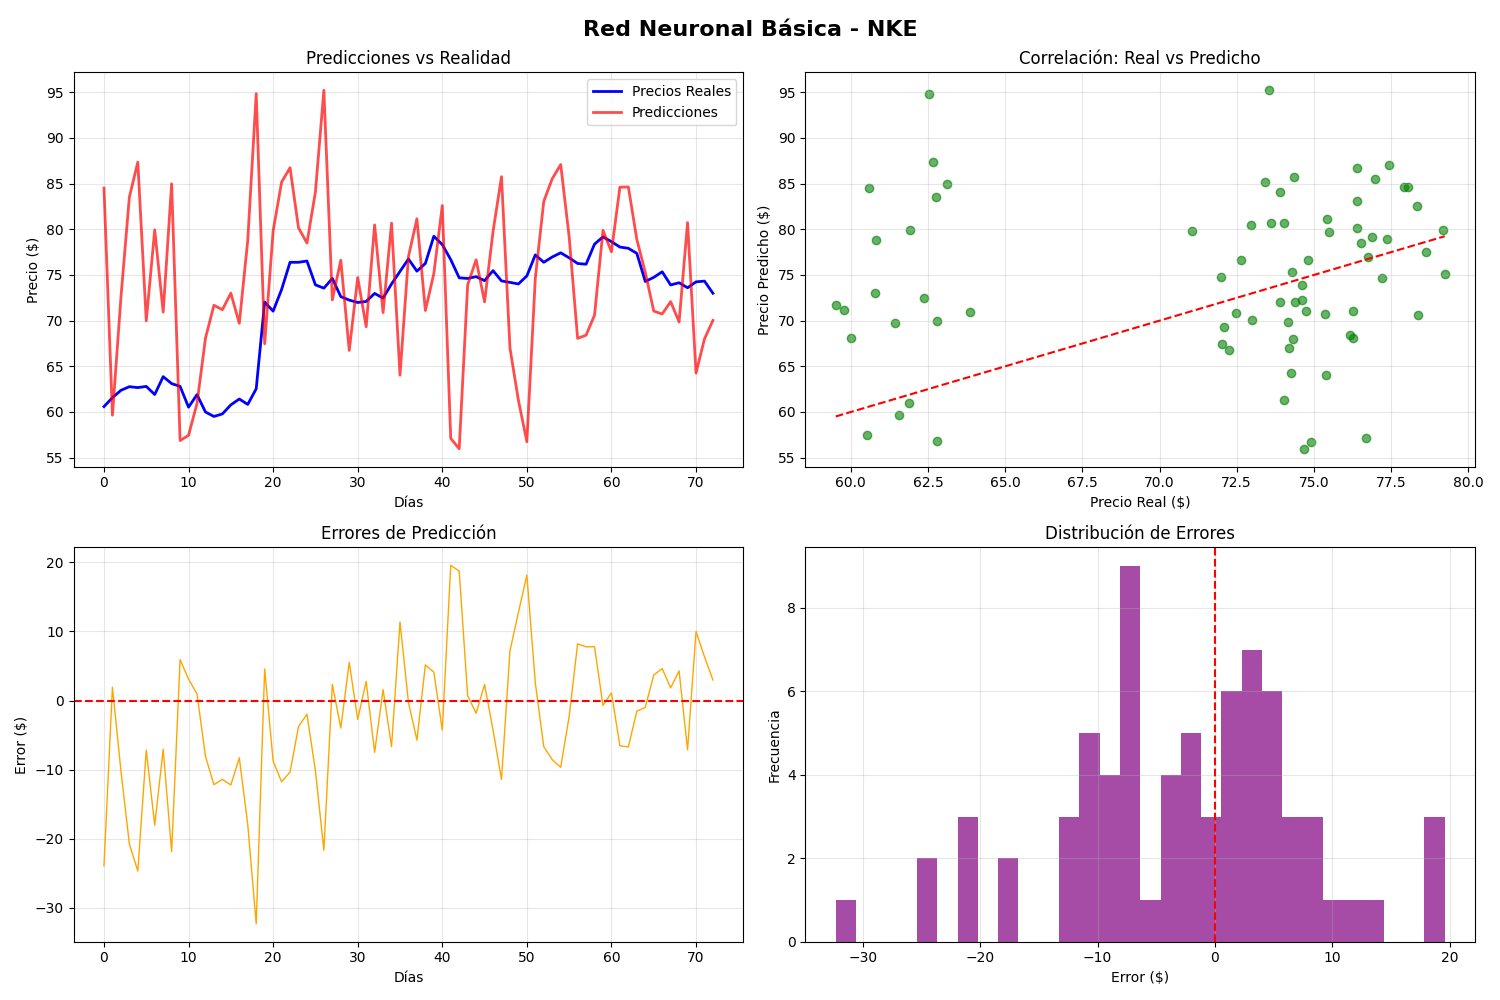 Red Neuronal Básica - NKE
Predicciones vs Realidad
Precios Reales
Predicciones
Precio ($)
95
90
85
80
75
70
65
60
55
0 10 20 30 40 50 60 70
Días
Correlación: Real vs Predicho
Precio Predicho ($)
95
90
85
80
75
70
65
60
55
60.0 62.5 65.0 67.5 70.0 72.5 75.0 77.5 80.0
Precio Real ($)
Errores de Predicción
Error ($)
20
10
0
−10
−20
−30
0 10 20 30 40 50 60 70
Días
Distribución de Errores
Frecuencia
8
6
4
2
0
−30 −20 −10 0 10 20
Error ($)